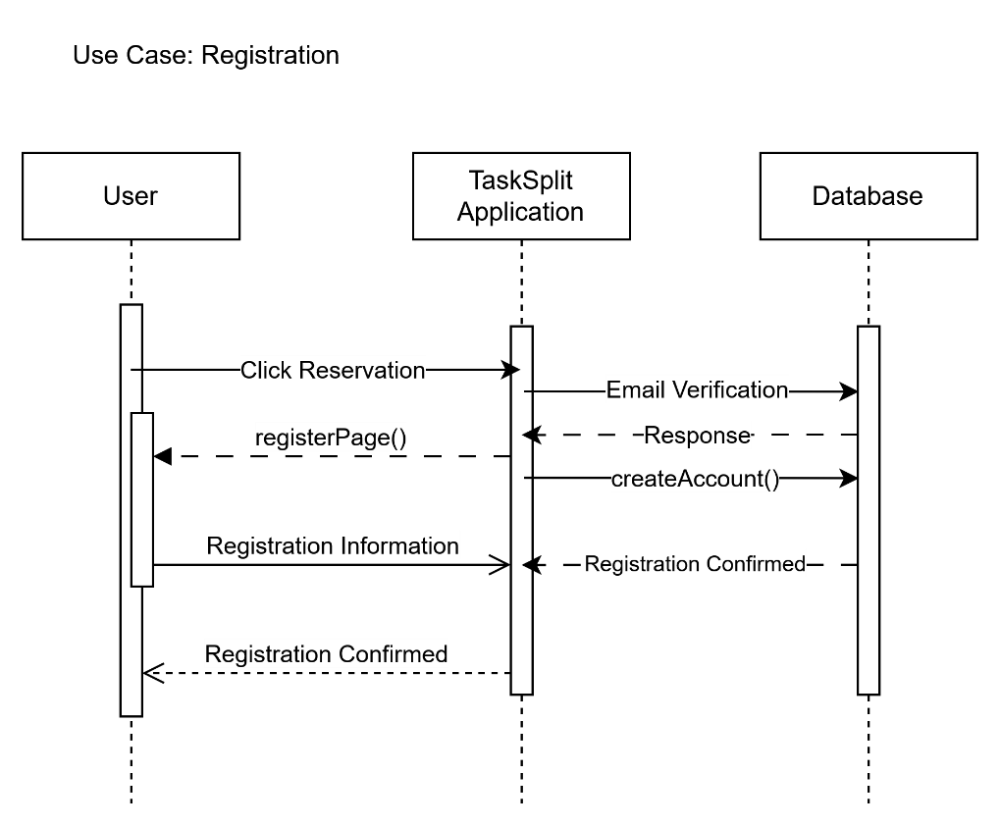 Use Case: Registration
User
TaskSplit
Application
Database
Click Reservation
Email Verification
Response
registerPage()
createAccount()
Registration Information
Registration Confirmed
Registration Confirmed